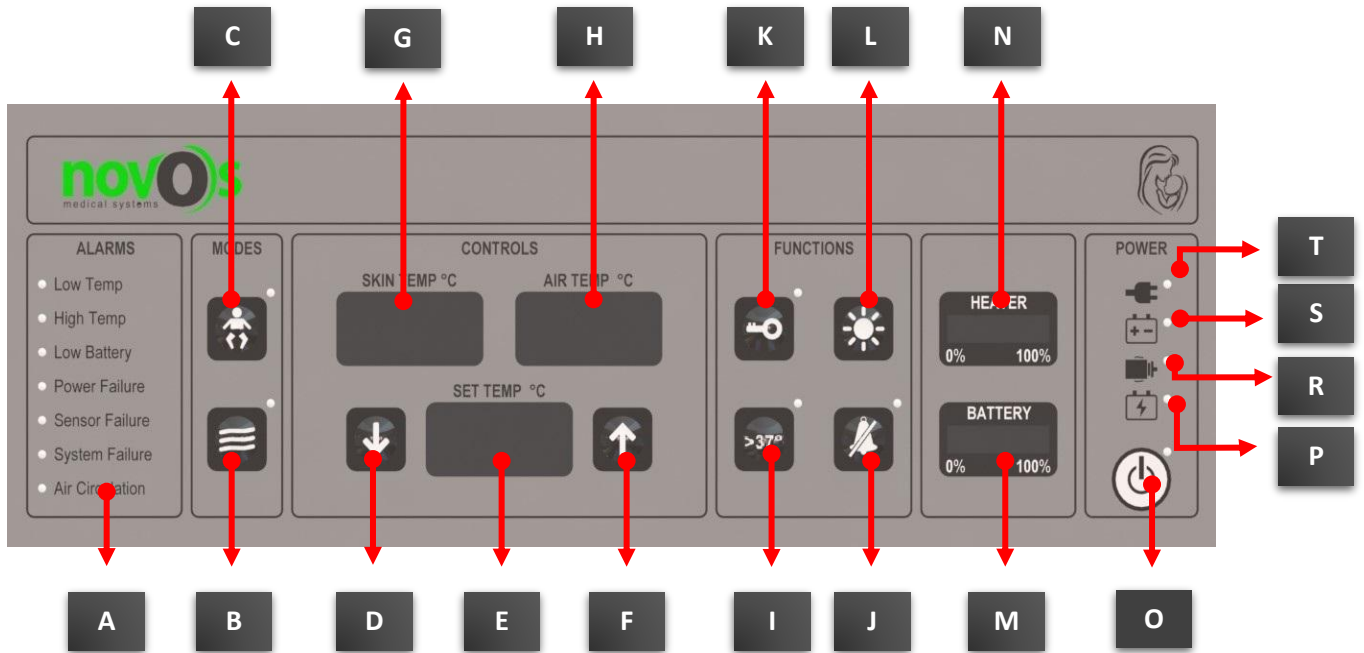 C G H K L N
novos
medical systems
ALARMS
Low Temp
High Temp
Low Battery
Power Failure
Sensor Failure
System Failure
Air Circulation
MODES
CONTROLS
SKIN TEMP °C
AIR TEMP °C
SET TEMP °C
FUNCTIONS
>37°
HEATER
0% 100%
BATTERY
0% 100%
POWER
T
S
R
P
A B D E F I J M O